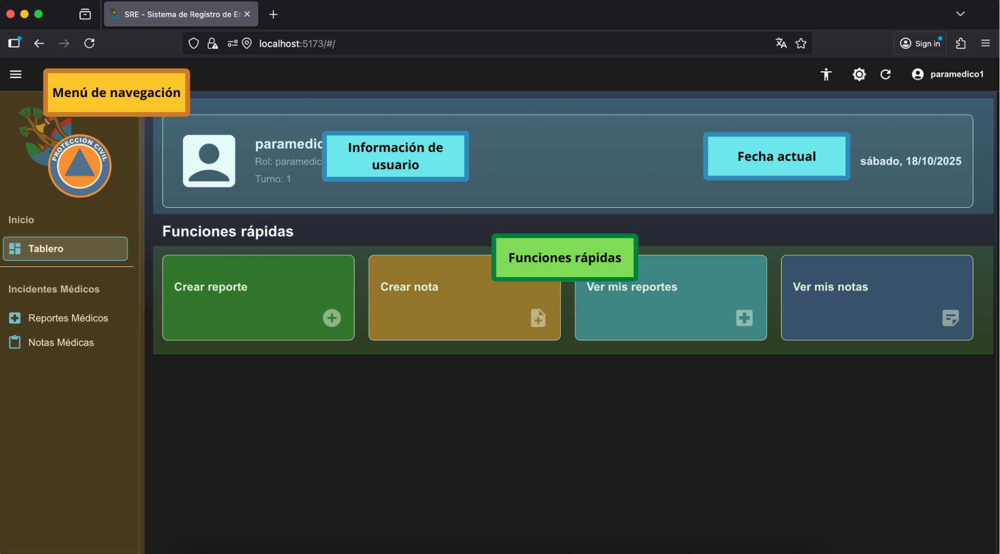 SRE - Sistema de Registro de En
localhost:5173/#/
Sign in
Menú de navegación
paramedico1
PROTECCIÓN CIVIL
paramedic
Rol: paramedic
Turno: 1
Información de
usuario
Fecha actual
sábado, 18/10/2025
Inicio
Tablero
Incidentes Médicos
Reportes Médicos
Notas Médicas
Funciones rápidas
Funciones rápidas
Crear reporte
Crear nota
Ver mis reportes
Ver mis notas